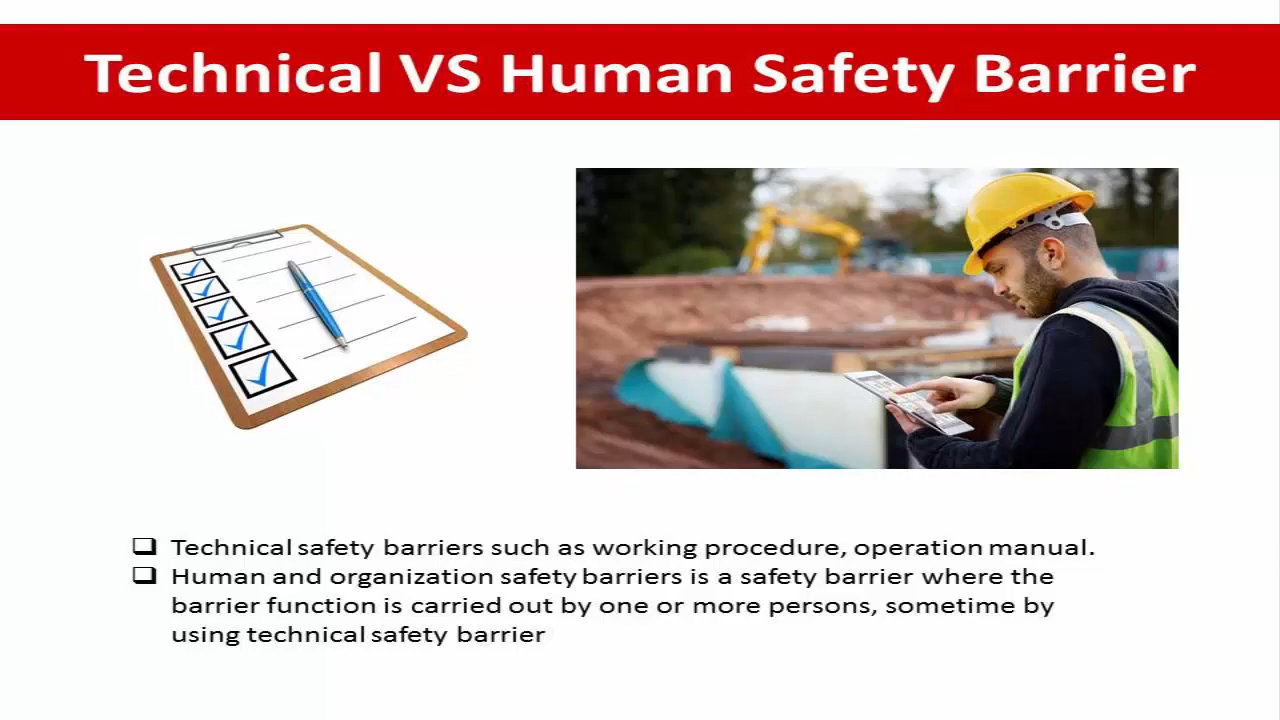 Technical VS Human Safety Barrier
❑ Technical safety barriers such as working procedure, operation manual.
❑ Human and organization safety barriers is a safety barrier where the
barrier function is carried out by one or more persons, sometime by
using technical safety barrier